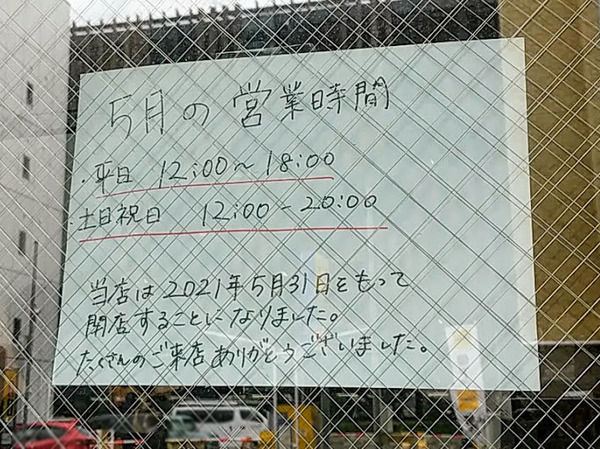 5月の営業時間
・平日 12:00～18:00
・土日祝日 12:00-20:00
当店は2021年5月31日をもって
閉店することになりました。
たくさんのご来店ありがとうございました。